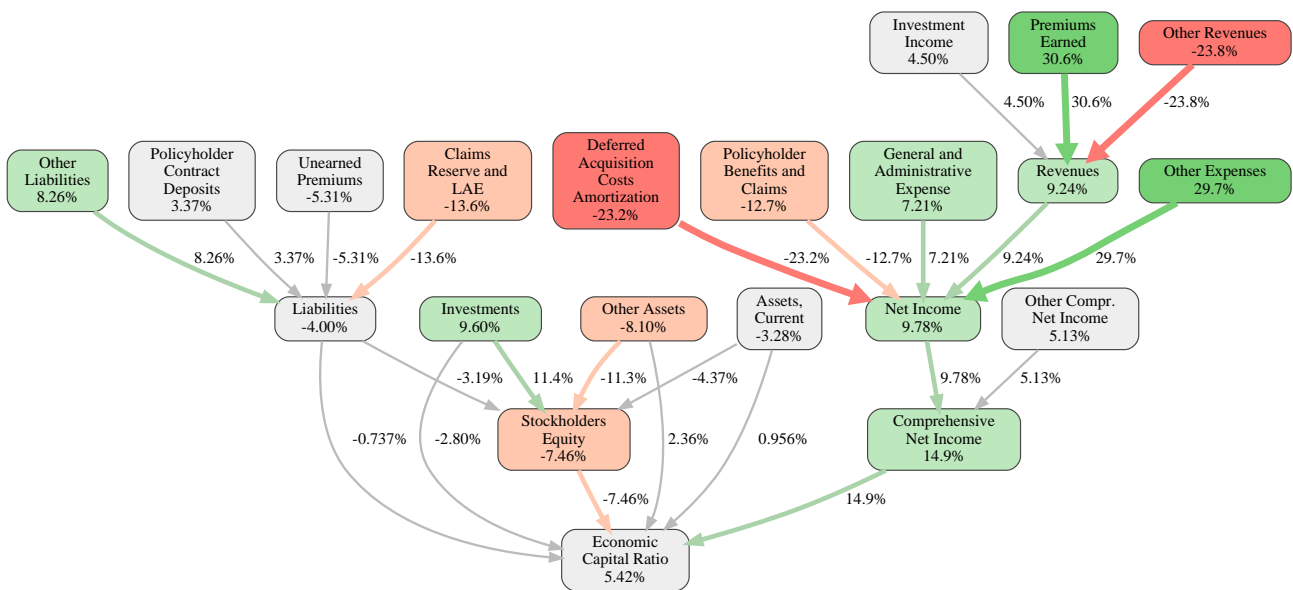 Investment
Income
4.50%
Premiums
Earned
30.6%
Other Revenues
-23.8%
4.50%
30.6%
-23.8%
Other
Liabilities
8.26%
Policyholder
Contract
Deposits
3.37%
Unearned
Premiums
-5.31%
Claims
Reserve and
LAE
-13.6%
Deferred
Acquisition
Costs
Amortization
-23.2%
Policyholder
Benefits and
Claims
-12.7%
General and
Administrative
Expense
7.21%
Revenues
9.24%
Other Expenses
29.7%
8.26%
3.37%
-5.31%
-13.6%
-23.2%
-12.7%
7.21%
9.24%
29.7%
Liabilities
-4.00%
Investments
9.60%
Other Assets
-8.10%
Assets,
Current
-3.28%
Net Income
9.78%
Other Compr.
Net Income
5.13%
-3.19%
11.4%
-11.3%
-4.37%
9.78%
5.13%
-0.737%
-2.80%
Stockholders
Equity
-7.46%
2.36%
0.956%
Comprehensive
Net Income
14.9%
-7.46%
14.9%
Economic
Capital Ratio
5.42%